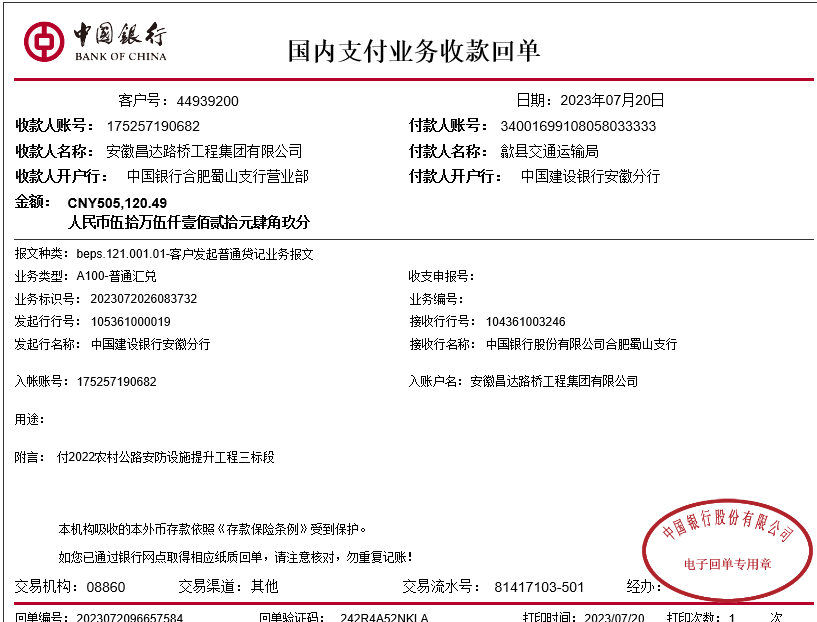 中国银行
BANK OF CHINA
国内支付业务收款回单
客户号：44939200 日期：2023年07月20日
收款人账号：175257190682 付款人账号：34001699108058033333
收款人名称：安徽昌达路桥工程集团有限公司 付款人名称：歙县交通运输局
收款人开户行：中国银行合肥蜀山支行营业部 付款人开户行：中国建设银行安徽分行
金额：CNY505,120.49
人民币伍拾万伍仟壹佰贰拾元肆角玖分
报文种类：beps.121.001.01-客户发起普通贷记业务报文
业务类型：A100-普通汇兑 收支申报号：
业务标识号：2023072026083732 业务编号：
发起行行号：105361000019 接收行行号：104361003246
发起行名称：中国建设银行安徽分行 接收行名称：中国银行股份有限公司合肥蜀山支行
入帐账号：175257190682 入账户名：安徽昌达路桥工程集团有限公司
用途：
附言：付2022农村公路安防设施提升工程三标段
本机构吸收的本外币存款依照《存款保险条例》受到保护。
如您已通过银行网点取得相应纸质回单，请注意核对，勿重复记账！
中国银行股份有限公司
电子回单专用章
交易机构：08860 交易渠道：其他 交易流水号：81417103-501 经办：
回单编号：2023072096657584 回单验证码：242R4A52NKLA 打印时间：2023/07/20 打印次数：1 次